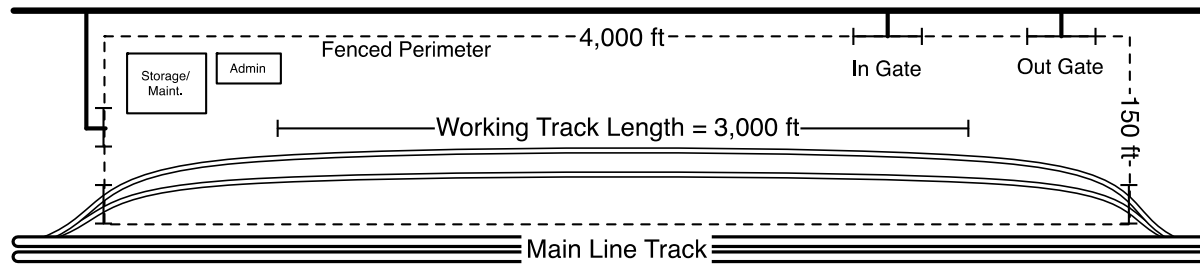 Fenced Perimeter
4,000 ft
In Gate
Out Gate
Storage/
Maint.
Admin
Working Track Length = 3,000 ft
150 ft
Main Line Track